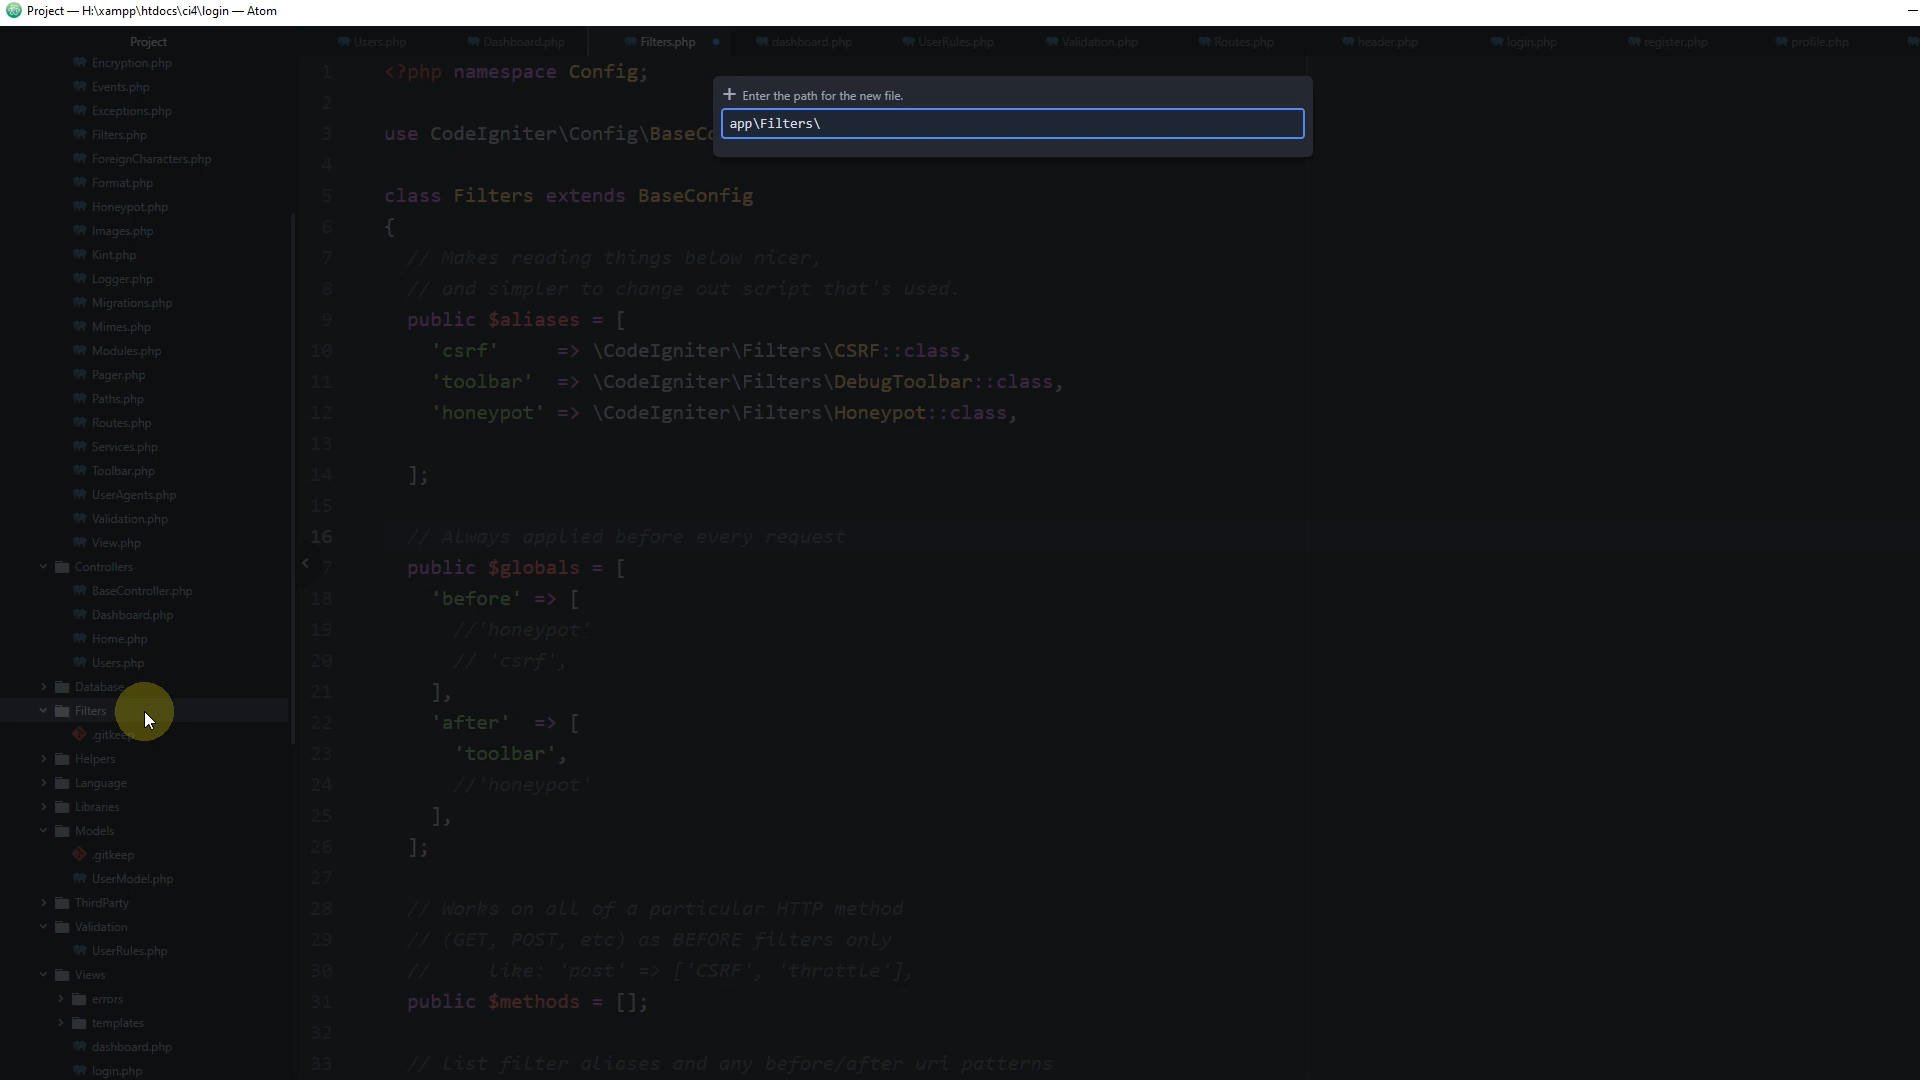 Project — H:\xampp\htdocs\ci4\login — Atom
Project
Users.php
Dashboard.php
Filters.php
dashboard.php
UserRules.php
Validation.php
Routes.php
header.php
login.php
register.php
profile.php
Encryption.php
Events.php
Exceptions.php
Filters.php
ForeignCharacters.php
Format.php
Honeypot.php
Images.php
Kint.php
Logger.php
Migrations.php
Mimes.php
Modules.php
Pager.php
Paths.php
Routes.php
Services.php
Toolbar.php
UserAgents.php
Validation.php
View.php
Controllers
BaseController.php
Dashboard.php
Home.php
Users.php
Database
Filters
.gitkeep
Helpers
Language
Libraries
Models
.gitkeep
UserModel.php
ThirdParty
Validation
UserRules.php
Views
errors
templates
dashboard.php
login.php
Enter the path for the new file.
app\Filters\
1 <?php namespace Config;
2
3 use CodeIgniter\Config\BaseCo
4
5 class Filters extends BaseConfig
6 {
7 // Makes reading things below nicer,
8 // and simpler to change out script that's used.
9 public $aliases = [
10 'csrf' => \CodeIgniter\Filters\CSRF::class,
11 'toolbar' => \CodeIgniter\Filters\DebugToolbar::class,
12 'honeypot' => \CodeIgniter\Filters\Honeypot::class,
13
14 ];
15
16 // Always applied before every request
7 public $globals = [
18 'before' => [
19 //'honeypot'
20 // 'csrf',
21 ],
22 'after' => [
23 'toolbar',
24 //'honeypot'
25 ],
26 ];
27
28 // Works on all of a particular HTTP method
29 // (GET, POST, etc) as BEFORE filters only
30 // like: 'post' => ['CSRF', 'throttle'],
31 public $methods = [];
32
33 // List filter aliases and any before/after uri patterns